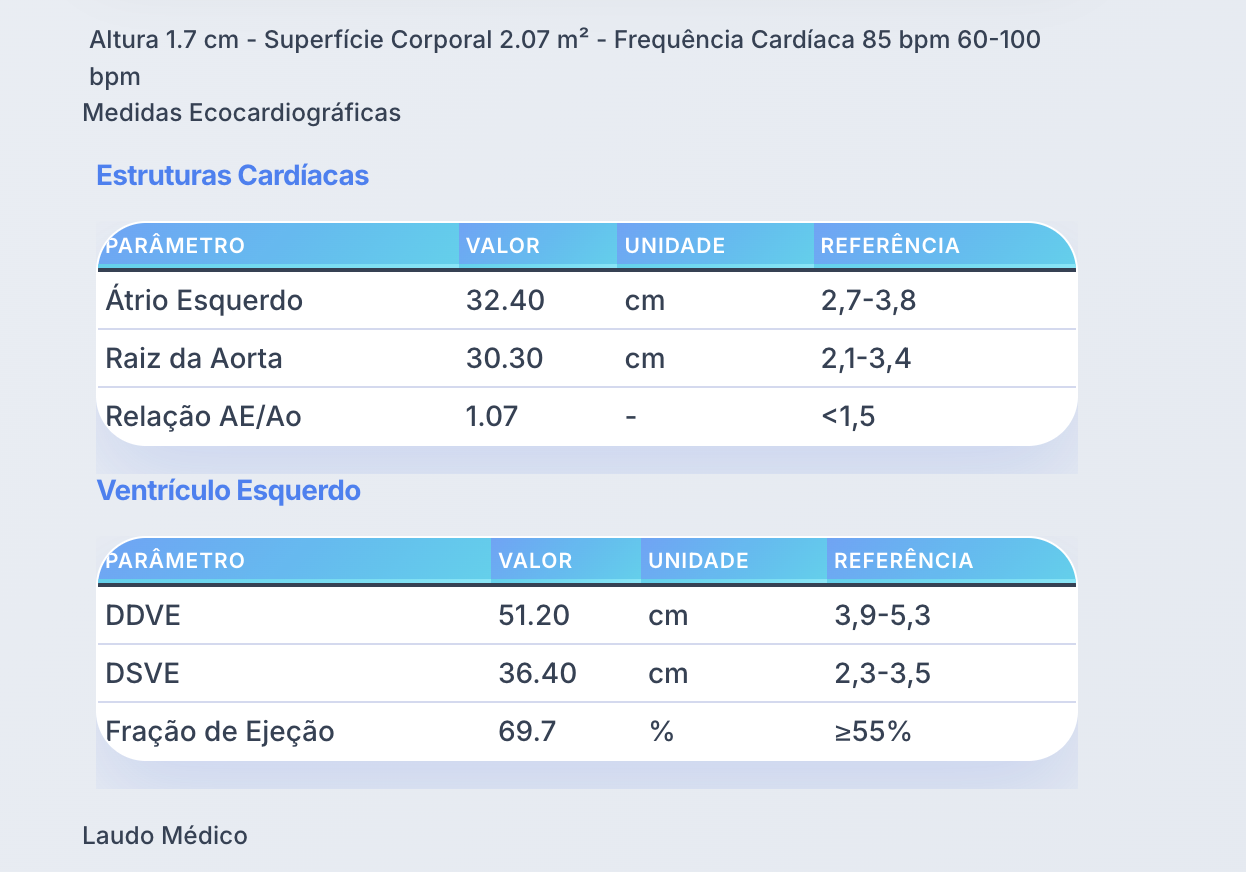 Altura 1.7 cm - Superfície Corporal 2.07 m² - Frequência Cardíaca 85 bpm 60-100
bpm
Medidas Ecocardiográficas
Estruturas Cardíacas
PARÂMETRO VALOR UNIDADE REFERÊNCIA
Átrio Esquerdo 32.40 cm 2,7-3,8
Raiz da Aorta 30.30 cm 2,1-3,4
Relação AE/Ao 1.07 - <1,5
Ventrículo Esquerdo
PARÂMETRO VALOR UNIDADE REFERÊNCIA
DDVE 51.20 cm 3,9-5,3
DSVE 36.40 cm 2,3-3,5
Fração de Ejeção 69.7 % ≥55%
Laudo Médico